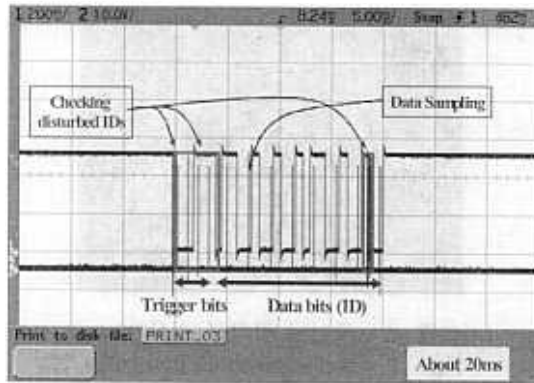 Checking
disturbed IDs
Data Sampling
Trigger bits
Data bits (ID)
Print to disk file: PRINT_03
About 20ms